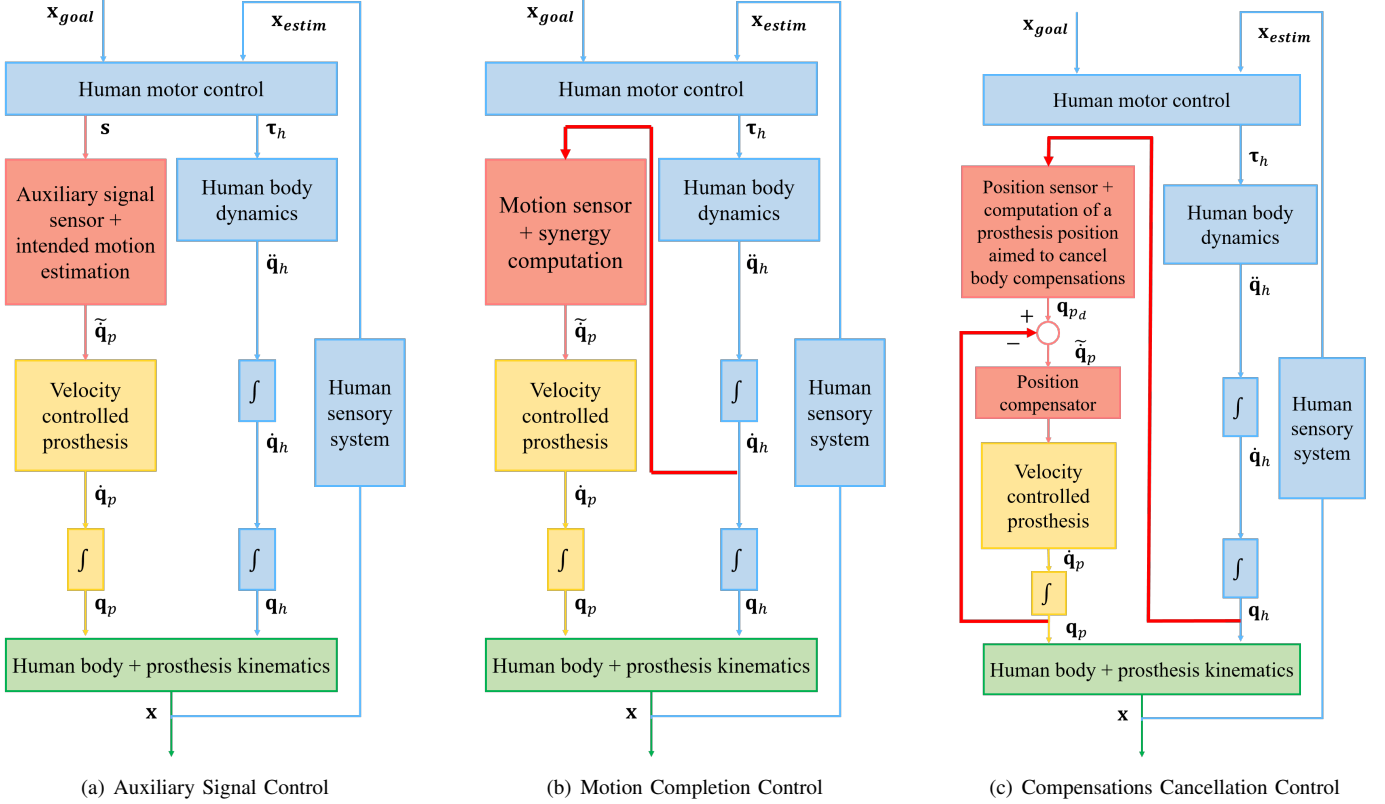 x_goal
x_estim
Human motor control
s
τ_h
Auxiliary signal
sensor +
intended motion
estimation
Human body
dynamics
q̈_h
˜q̇_p
Velocity
controlled
prosthesis
∫
Human
sensory
system
q̇_p
q̇_h
∫
∫
q_p
q_h
Human body + prosthesis kinematics
x
(a) Auxiliary Signal Control
x_goal
x_estim
Human motor control
τ_h
Motion sensor
+ synergy
computation
Human body
dynamics
q̈_h
˜q̇_p
Velocity
controlled
prosthesis
∫
Human
sensory
system
q̇_p
q̇_h
∫
∫
q_p
q_h
Human body + prosthesis kinematics
x
(b) Motion Completion Control
x_goal
x_estim
Human motor control
τ_h
Position sensor +
computation of a
prosthesis position
aimed to cancel
body compensations
Human body
dynamics
q̈_h
q_{p_d}
+
−
˜q̇_p
Position
compensator
∫
Human
sensory
system
q̇_h
Velocity
controlled
prosthesis
q̇_p
∫
∫
q_p
q_h
Human body + prosthesis kinematics
x
(c) Compensations Cancellation Control